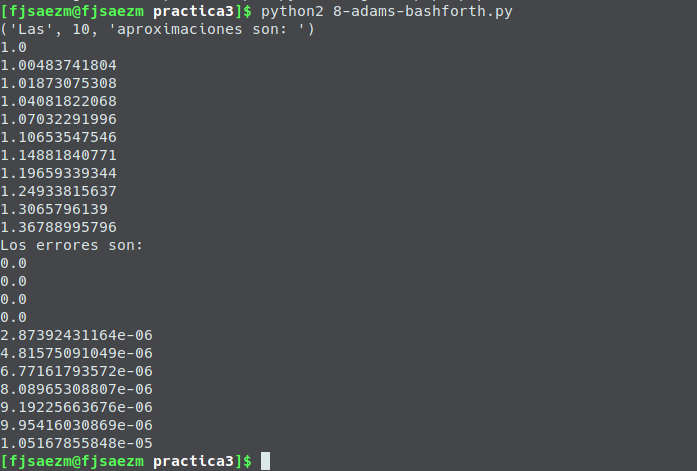 [fjsaezm@fjsaezm practica3]$ python2 8-adams-bashforth.py
('Las', 10, 'aproximaciones son: ')
1.0
1.00483741804
1.01873075308
1.04081822068
1.07032291996
1.10653547546
1.14881840771
1.19659339344
1.24933815637
1.3065796139
1.36788995796
Los errores son:
0.0
0.0
0.0
0.0
2.87392431164e-06
4.81575091049e-06
6.77161793572e-06
8.08965308807e-06
9.19225663676e-06
9.95416030869e-06
1.05167855848e-05
[fjsaezm@fjsaezm practica3]$